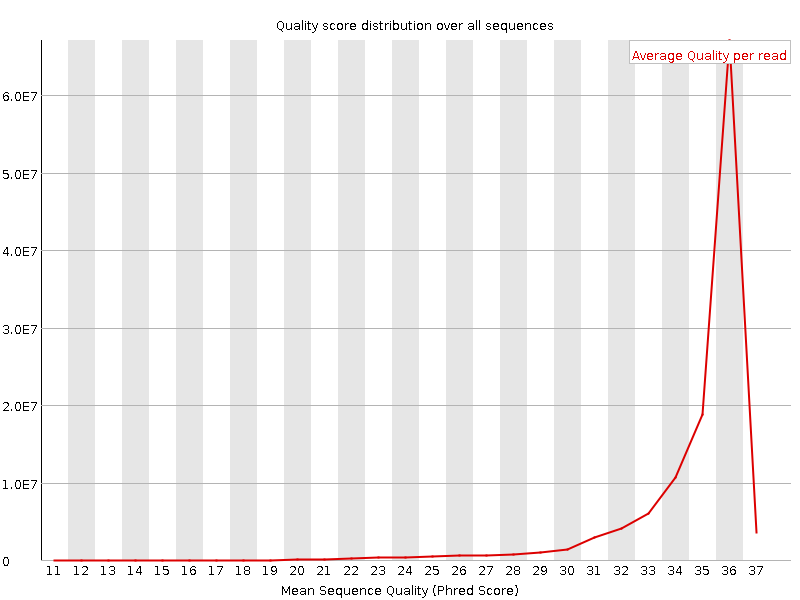 Quality score distribution over all sequences
Average Quality per read
6.0E7
5.0E7
4.0E7
3.0E7
2.0E7
1.0E7
0
11 12 13 14 15 16 17 18 19 20 21 22 23 24 25 26 27 28 29 30 31 32 33 34 35 36 37
Mean Sequence Quality (Phred Score)